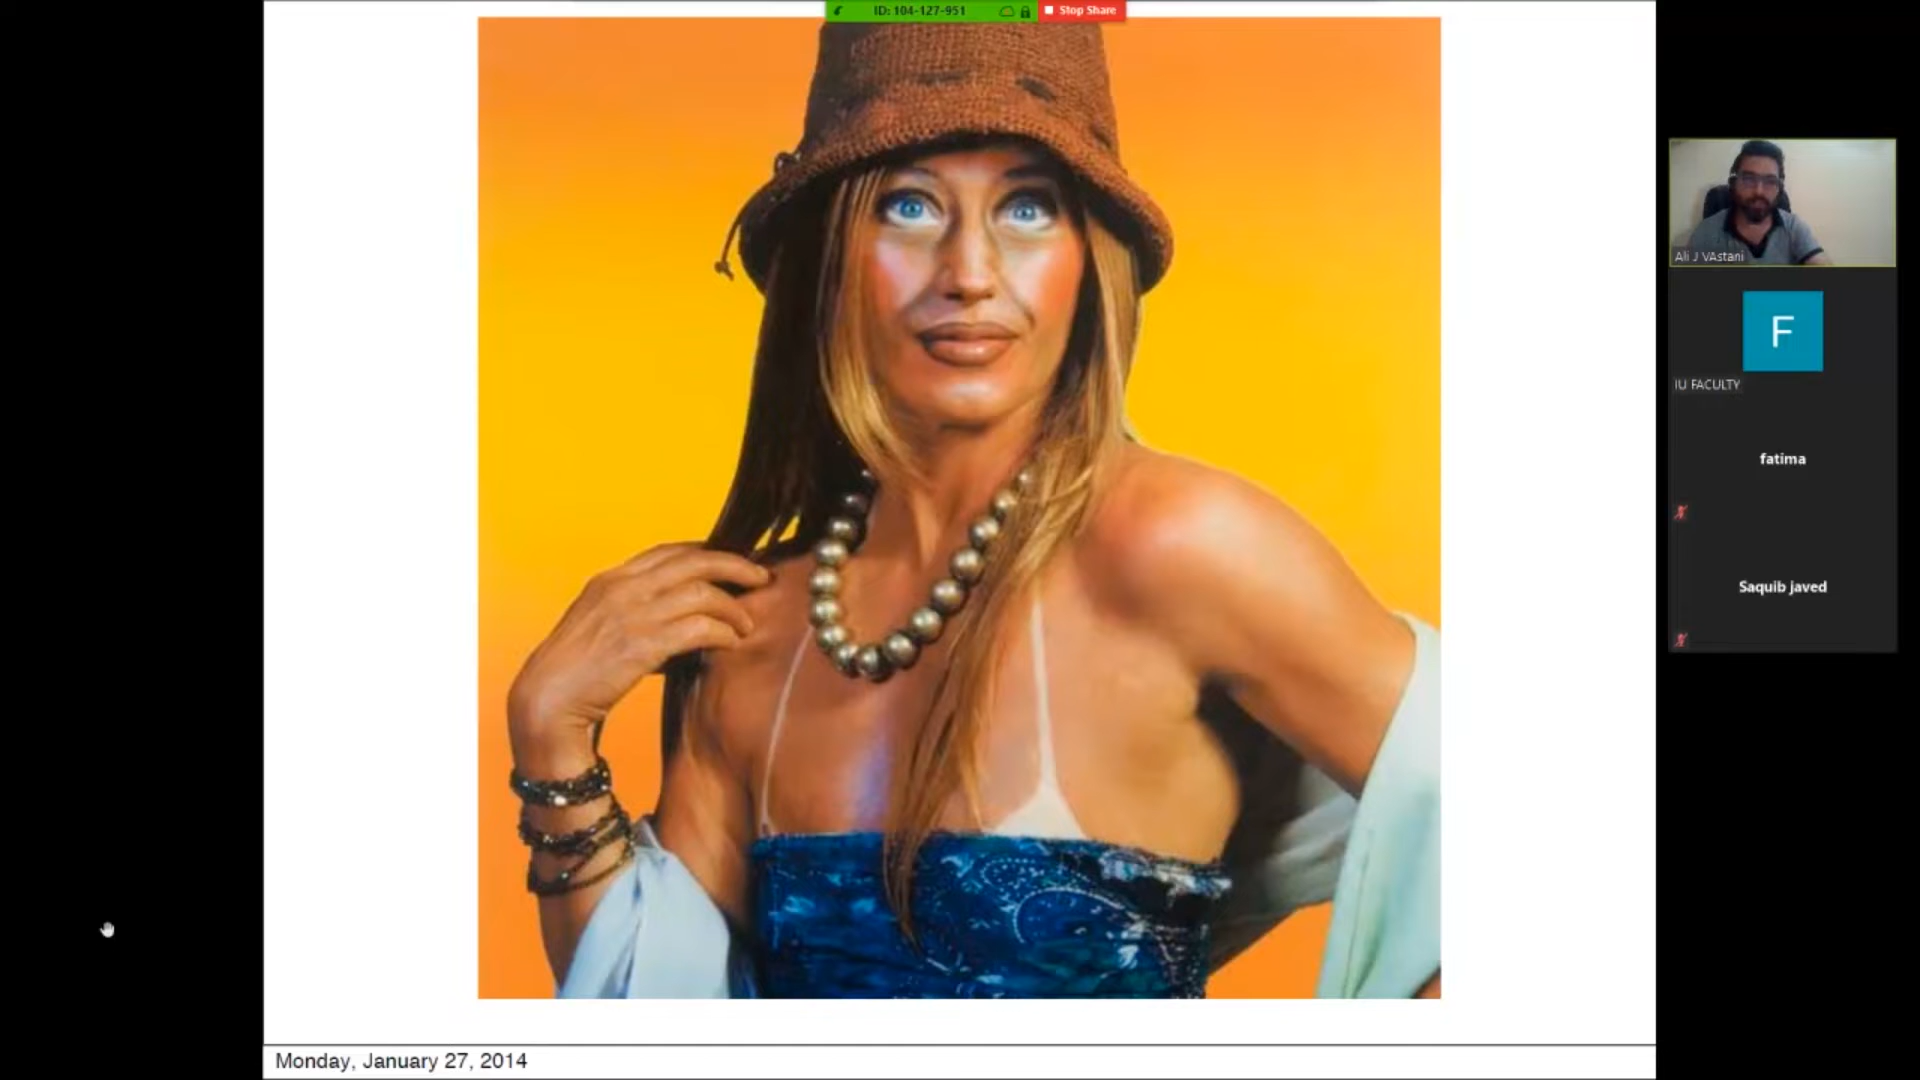 ID: 104-127-951
Stop Share
Ali J VAstani
F
IU FACULTY
fatima
Saquib javed
Monday, January 27, 2014